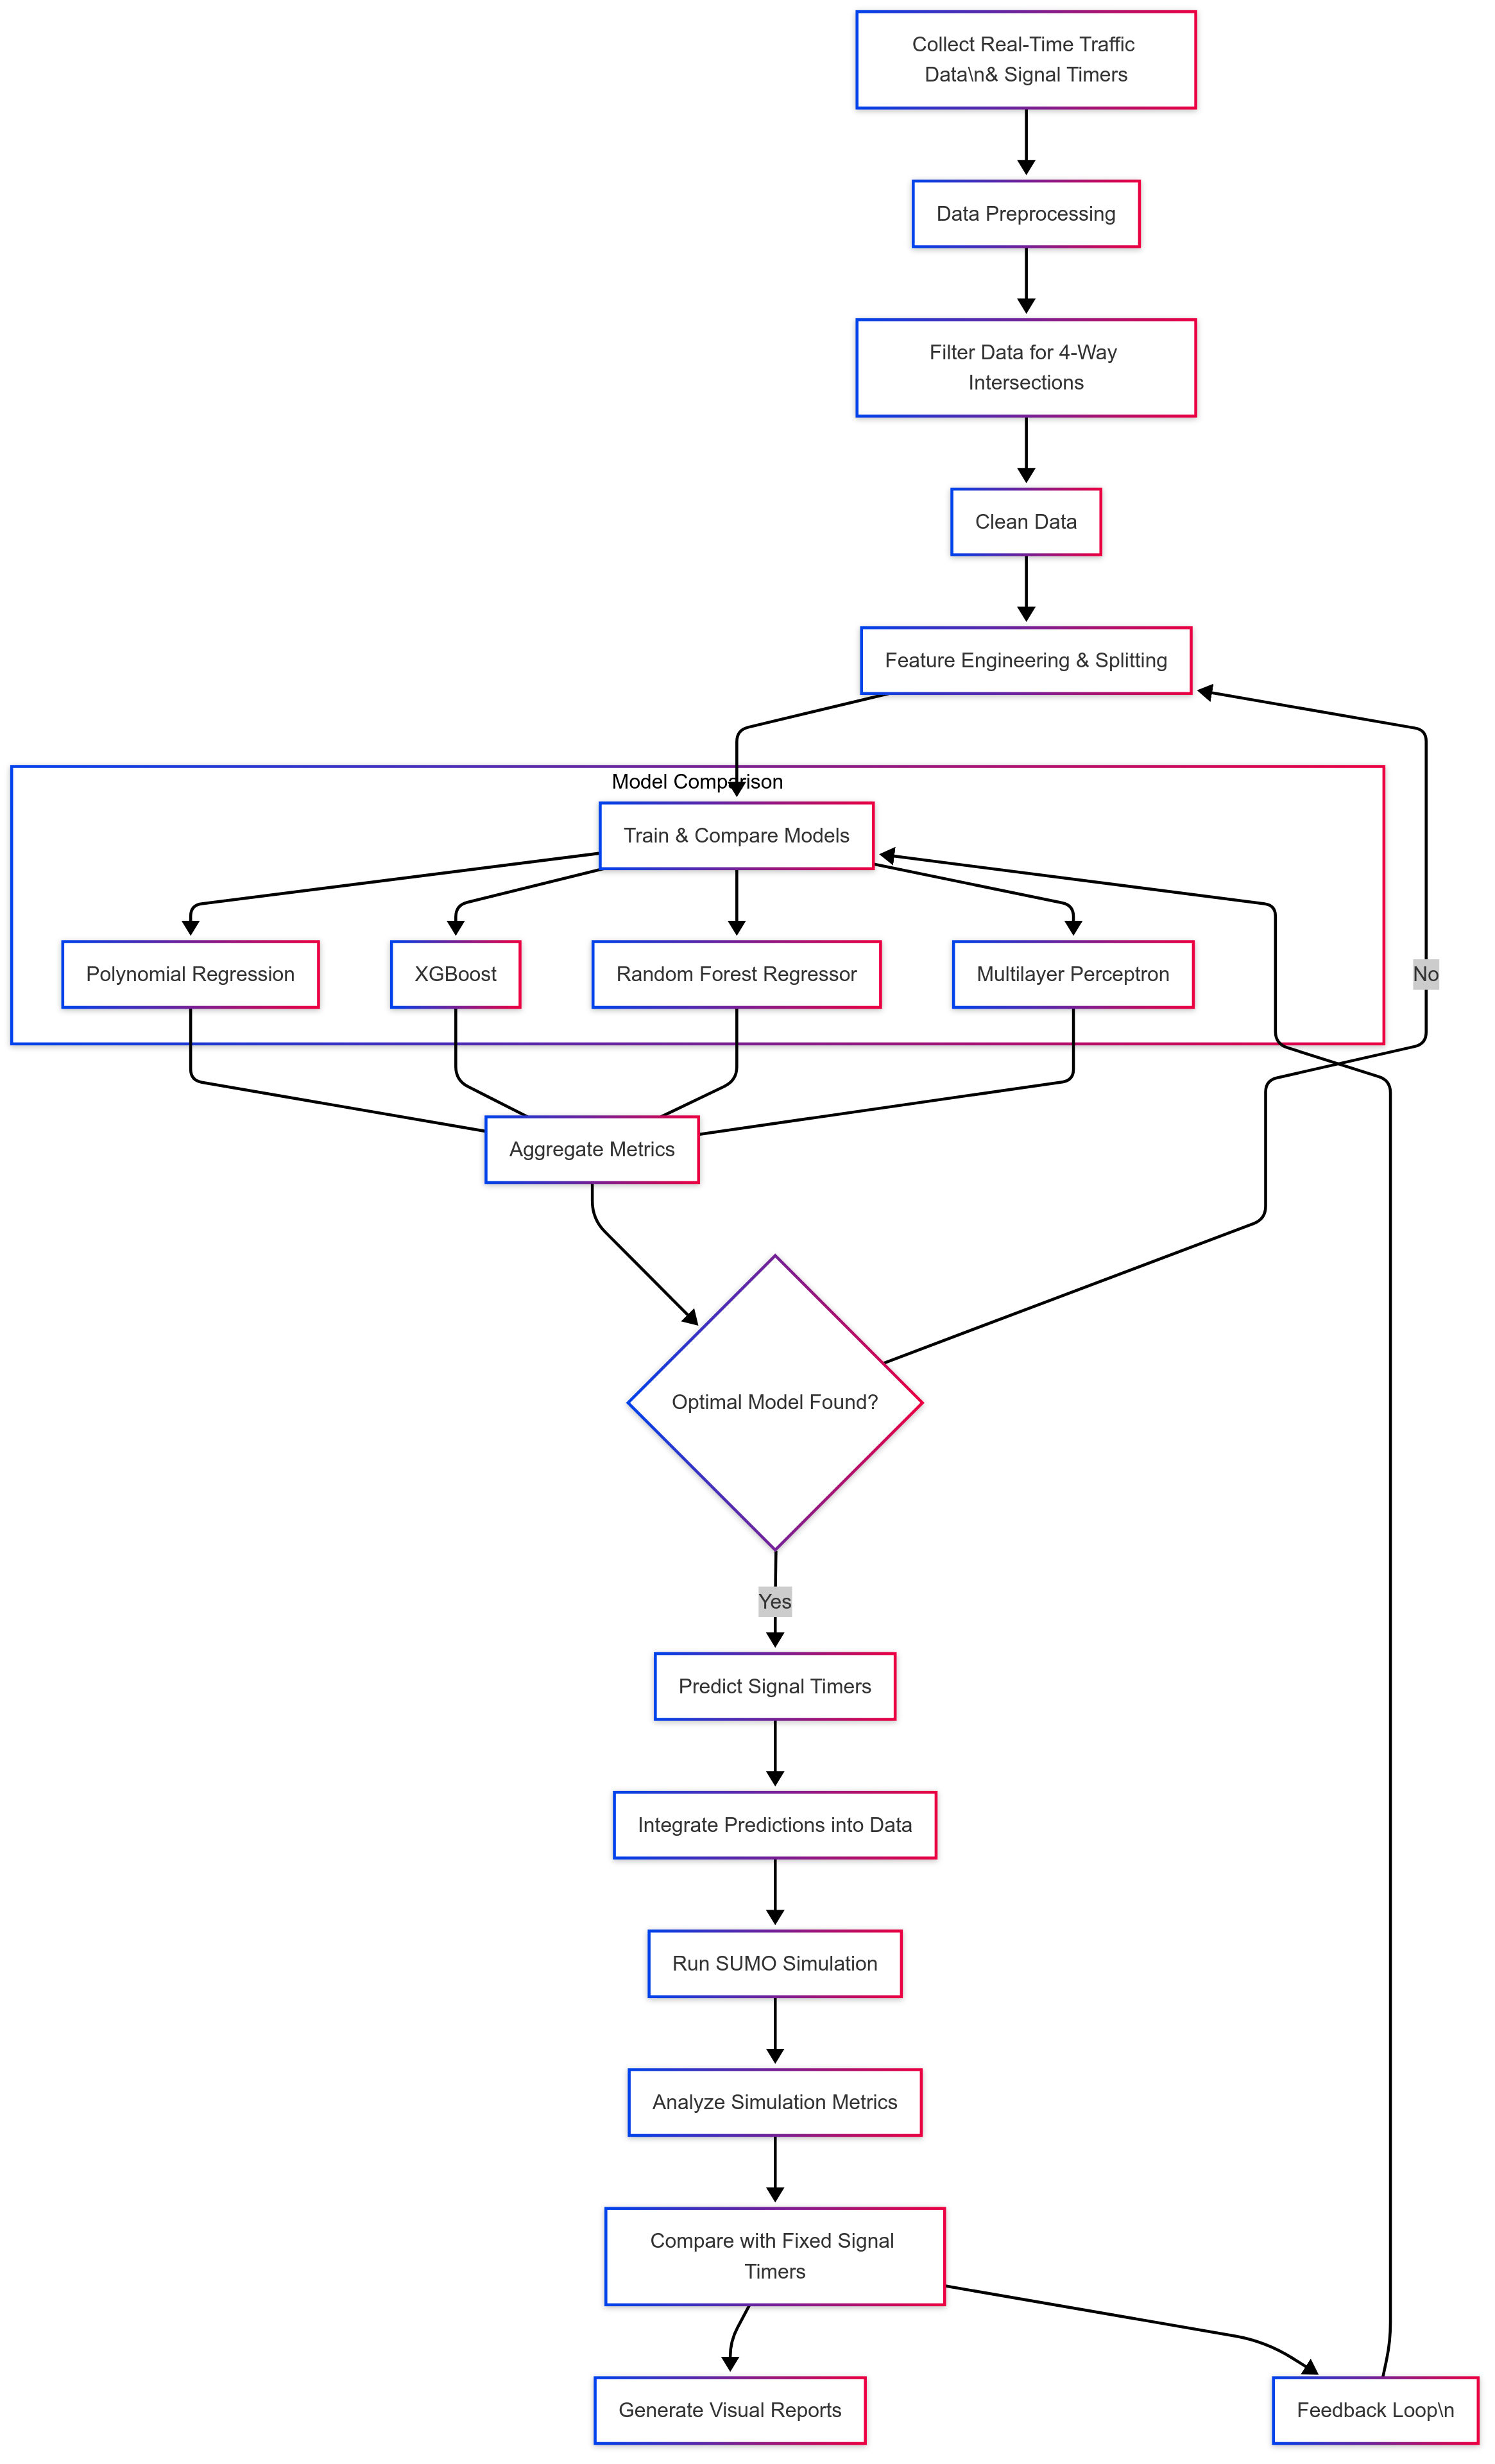 Collect Real-Time Traffic
Data\n& Signal Timers
Data Preprocessing
Filter Data for 4-Way
Intersections
Clean Data
Feature Engineering & Splitting
Model Comparison
Train & Compare Models
Polynomial Regression
XGBoost
Random Forest Regressor
Multilayer Perceptron
No
Aggregate Metrics
Optimal Model Found?
Yes
Predict Signal Timers
Integrate Predictions into Data
Run SUMO Simulation
Analyze Simulation Metrics
Compare with Fixed Signal
Timers
Generate Visual Reports
Feedback Loop\n